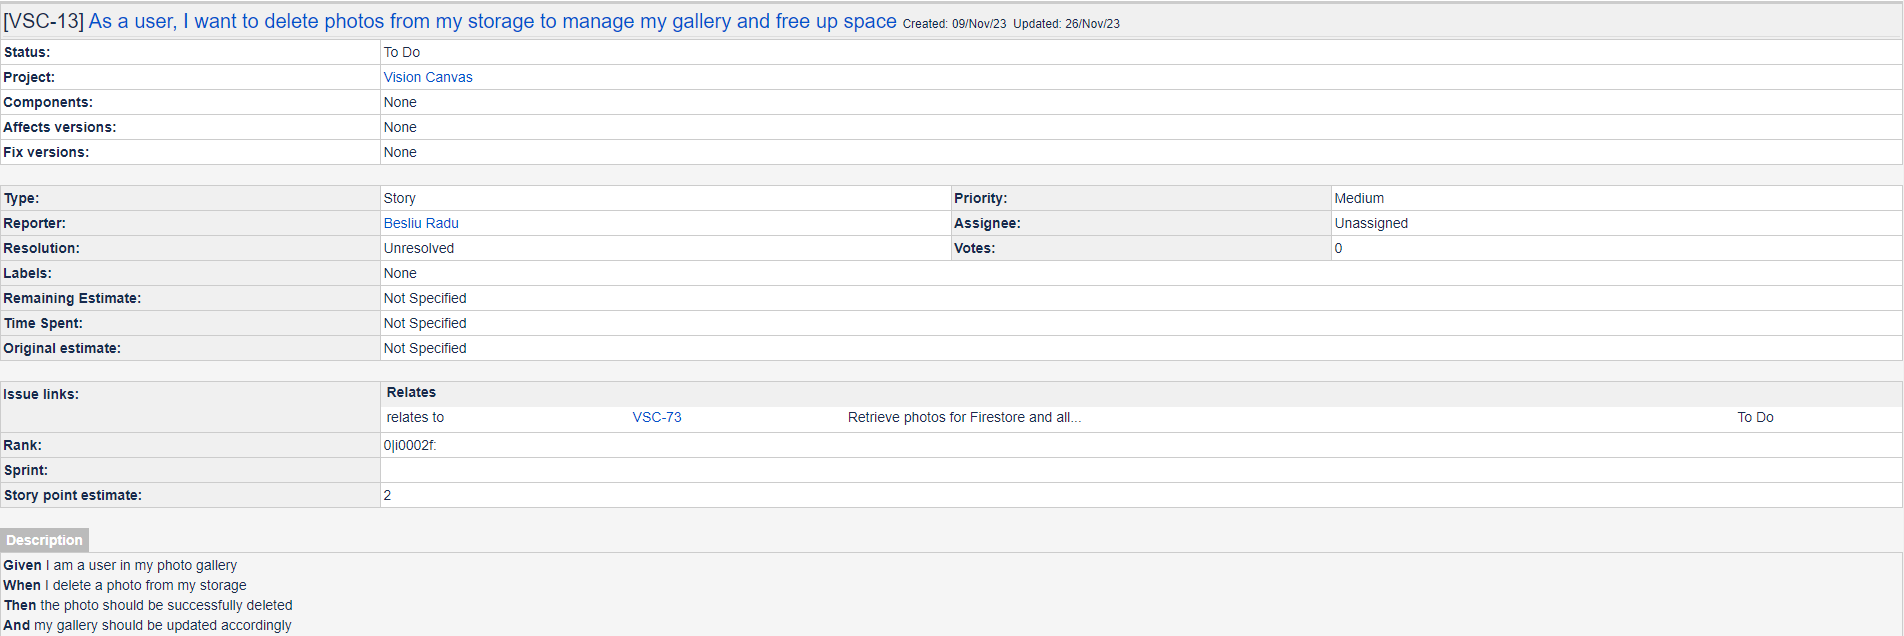 [VSC-13] As a user, I want to delete photos from my storage to manage my gallery and free up space Created: 09/Nov/23 Updated: 26/Nov/23
Status: To Do
Project: Vision Canvas
Components: None
Affects versions: None
Fix versions: None
Type: Story Priority: Medium
Reporter: Besliu Radu Assignee: Unassigned
Resolution: Unresolved Votes: 0
Labels: None
Remaining Estimate: Not Specified
Time Spent: Not Specified
Original estimate: Not Specified
Issue links: Relates
relates to VSC-73 Retrieve photos for Firestore and all... To Do
Rank: 0|i0002f:
Sprint:
Story point estimate: 2
Description
Given I am a user in my photo gallery
When I delete a photo from my storage
Then the photo should be successfully deleted
And my gallery should be updated accordingly